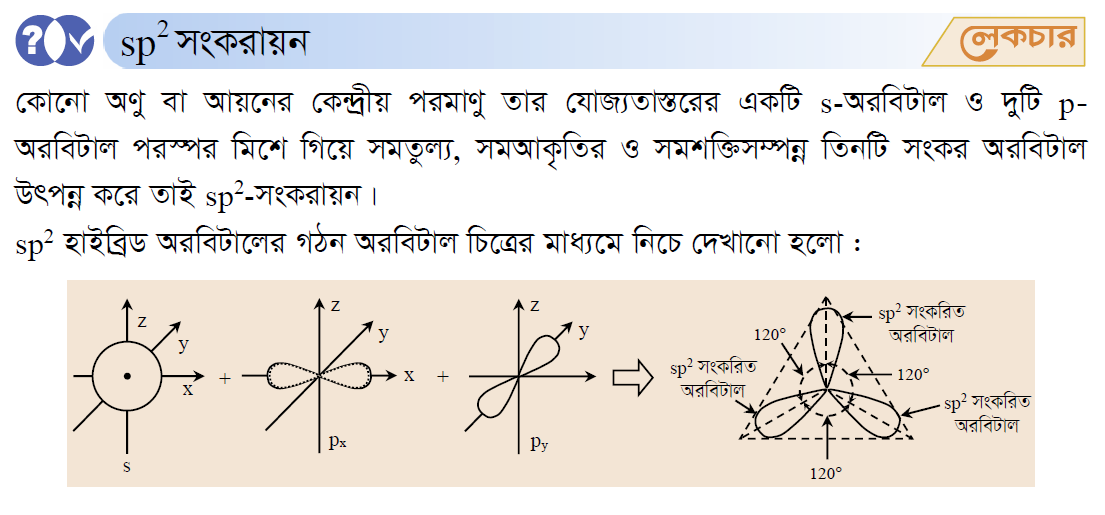 sp² সংকরায়ন
লেকচার
কোনো অণু বা আয়নের কেন্দ্রীয় পরমাণু তার যোজ্যতাস্তরের একটি s-অরবিটাল ও দুটি p-
অরবিটাল পরস্পর মিশে গিয়ে সমতুল্য, সমআকৃতির ও সমশক্তিসম্পন্ন তিনটি সংকর অরবিটাল
উৎপন্ন করে তাই sp²-সংকরায়ন।
sp² হাইব্রিড অরবিটালের গঠন অরবিটাল চিত্রের মাধ্যমে নিচে দেখানো হলো :
z
y
x
s
+
z
y
x
pₓ
+
z
y
p_y
sp² সংকরিত
অরবিটাল
120°
sp² সংকরিত
অরবিটাল
120°
sp² সংকরিত
অরবিটাল
120°